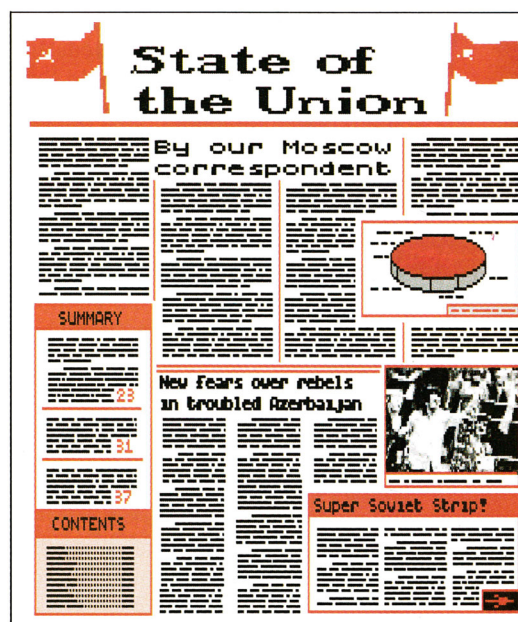 State of
the Union
By our Moscow
correspondent
SUMMARY
23
31
37
CONTENTS
New fears over rebels
in troubled Azerbaijan
Super Soviet Strip!